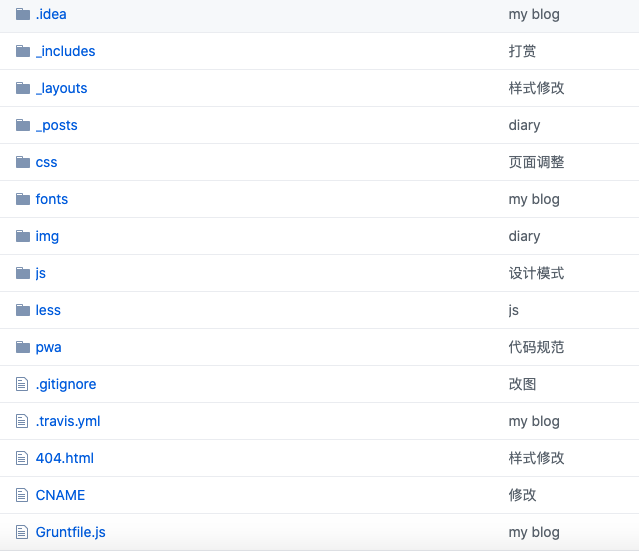 .idea my blog
_includes 打赏
_layouts 样式修改
_posts diary
css 页面调整
fonts my blog
img diary
js 设计模式
less js
pwa 代码规范
.gitignore 改图
.travis.yml my blog
404.html 样式修改
CNAME 修改
Gruntfile.js my blog